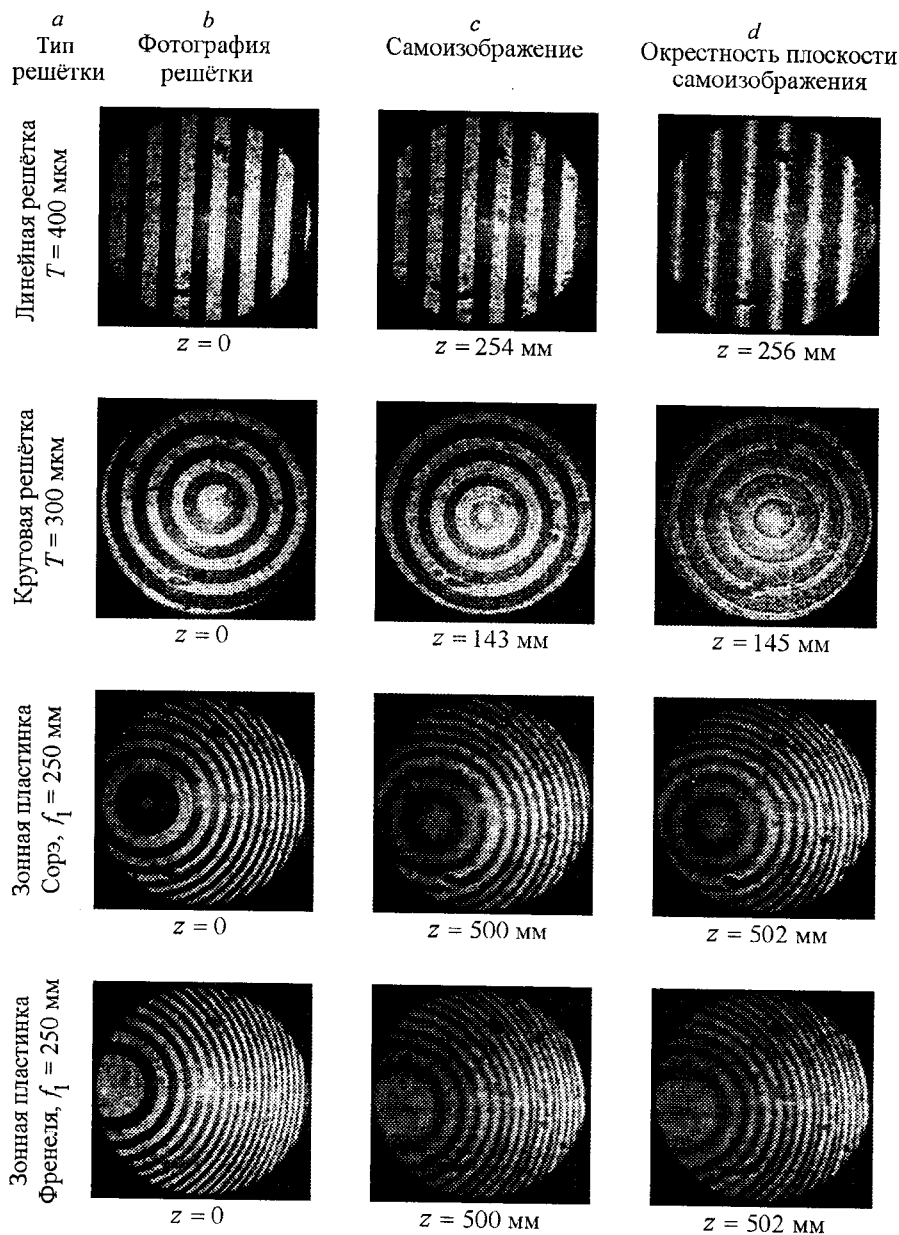 a
Тип
решётки
b
Фотография
решётки
c
Самоизображение
d
Окрестность плоскости
самоизображения
Линейная решётка
T = 400 мкм
z = 0
z = 254 мм
z = 256 мм
Круговая решётка
T = 300 мкм
z = 0
z = 143 мм
z = 145 мм
Зонная пластинка
Сорэ, f₁ = 250 мм
z = 0
z = 500 мм
z = 502 мм
Зонная пластинка
Френеля, f₁ = 250 мм
z = 0
z = 500 мм
z = 502 мм